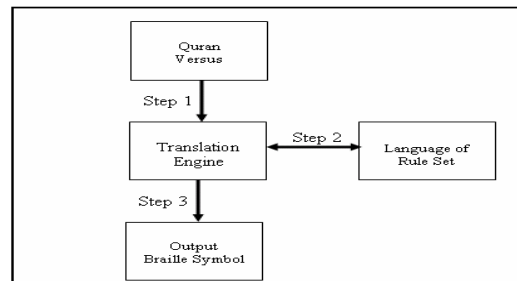 Quran
Versus
Step 1
Translation
Engine
Step 2
Language of
Rule Set
Step 3
Output
Braille Symbol